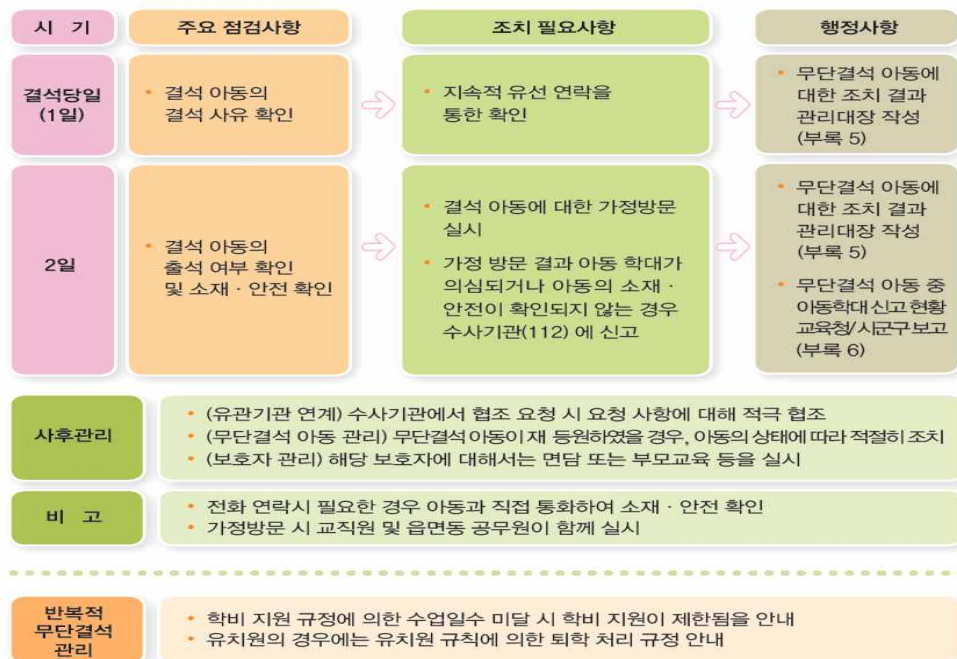 시 기
주요 점검사항
조치 필요사항
행정사항
결석당일
(1일)
• 결석 아동의
결석 사유 확인
• 지속적 유선 연락을
통한 확인
• 무단결석 아동에
대한 조치 결과
관리대장 작성
(부록 5)
2일
• 결석 아동의
출석 여부 확인
및 소재 · 안전 확인
• 결석 아동에 대한 가정방문
실시
• 가정 방문 결과 아동 학대가
의심되거나 아동의 소재 ·
안전이 확인되지 않는 경우
수사기관(112) 에 신고
• 무단결석 아동에
대한 조치 결과
관리대장 작성
(부록 5)
• 무단결석 아동 중
아동학대 신고 현황
교육청/시군구 보고
(부록 6)
사후관리
• (유관기관 연계) 수사기관에서 협조 요청 시 요청 사항에 대해 적극 협조
• (무단결석 아동 관리) 무단결석 아동이 재 등원하였을 경우, 아동의 상태에 따라 적절히 조치
• (보호자 관리) 해당 보호자에 대해서는 면담 또는 부모교육 등을 실시
비 고
• 전화 연락시 필요한 경우 아동과 직접 통화하여 소재 · 안전 확인
• 가정방문 시 교직원 및 읍면동 공무원이 함께 실시
반복적
무단결석
관리
• 학비 지원 규정에 의한 수업일수 미달 시 학비 지원이 제한됨을 안내
• 유치원의 경우에는 유치원 규칙에 의한 퇴학 처리 규정 안내